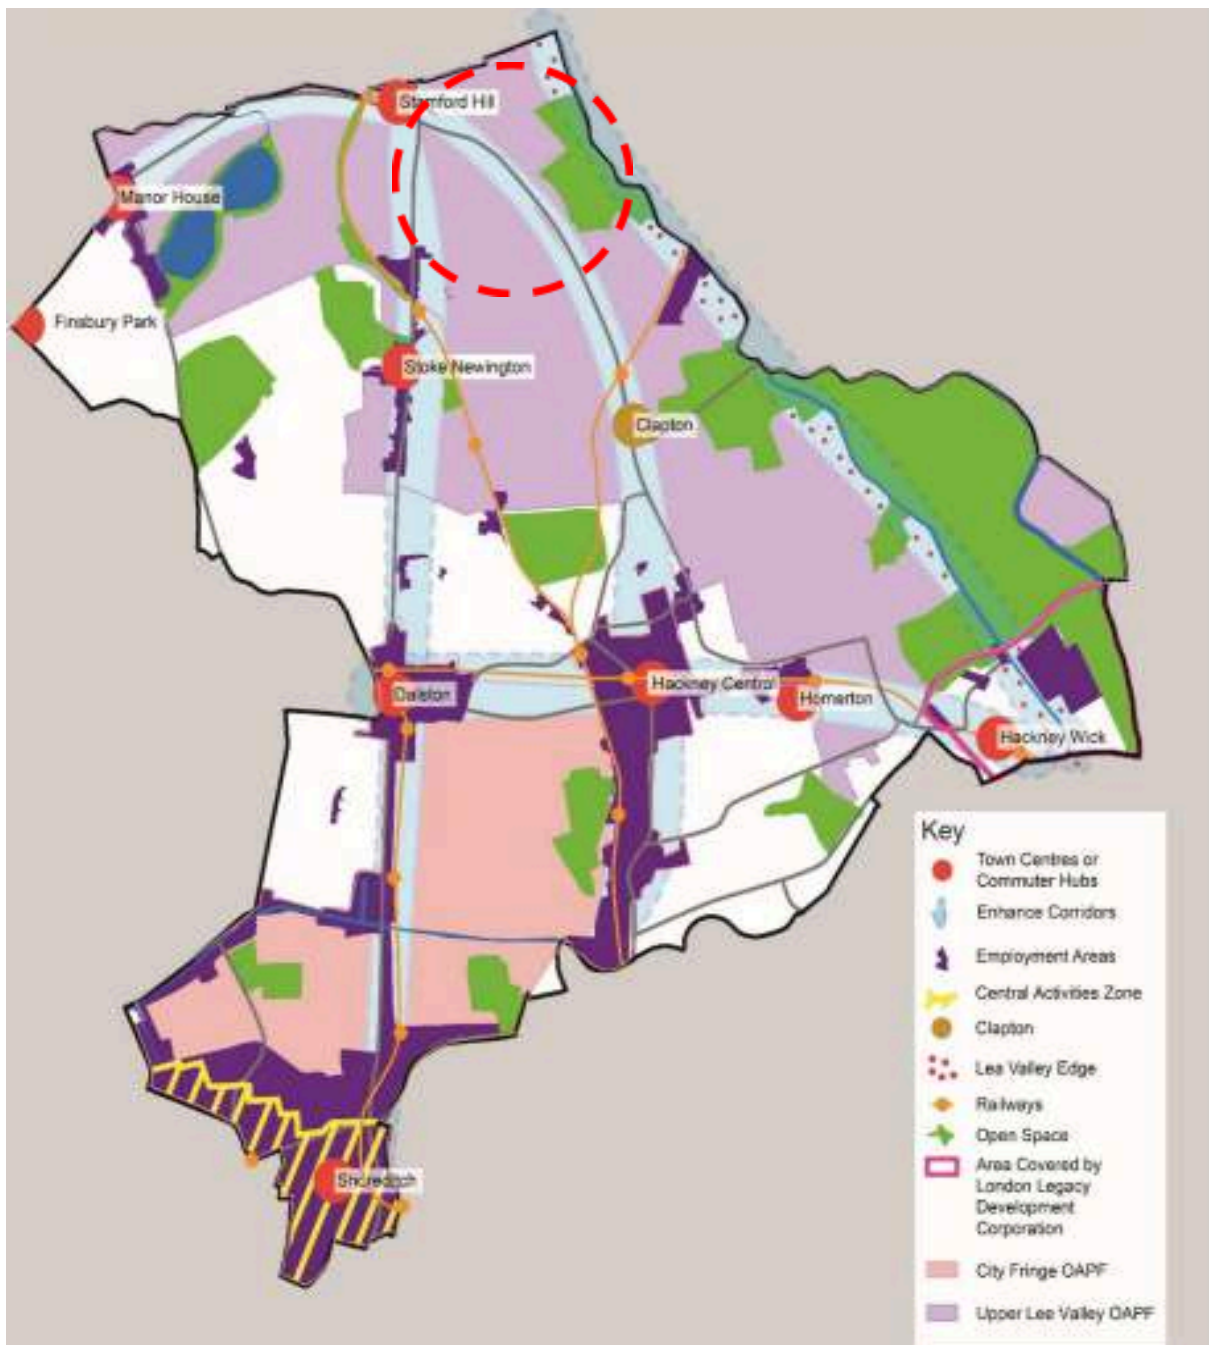 Stamford Hill
Manor House
Finsbury Park
Stoke Newington
Clapton
Hackney Central
Dalston
Homerton
Hackney Wick
Shoreditch
Key
Town Centres or
Commuter Hubs
Enhance Corridors
Employment Areas
Central Activities Zone
Clapton
Lea Valley Edge
Railways
Open Space
Area Covered by
London Legacy
Development
Corporation
City Fringe OAPF
Upper Lee Valley OAPF